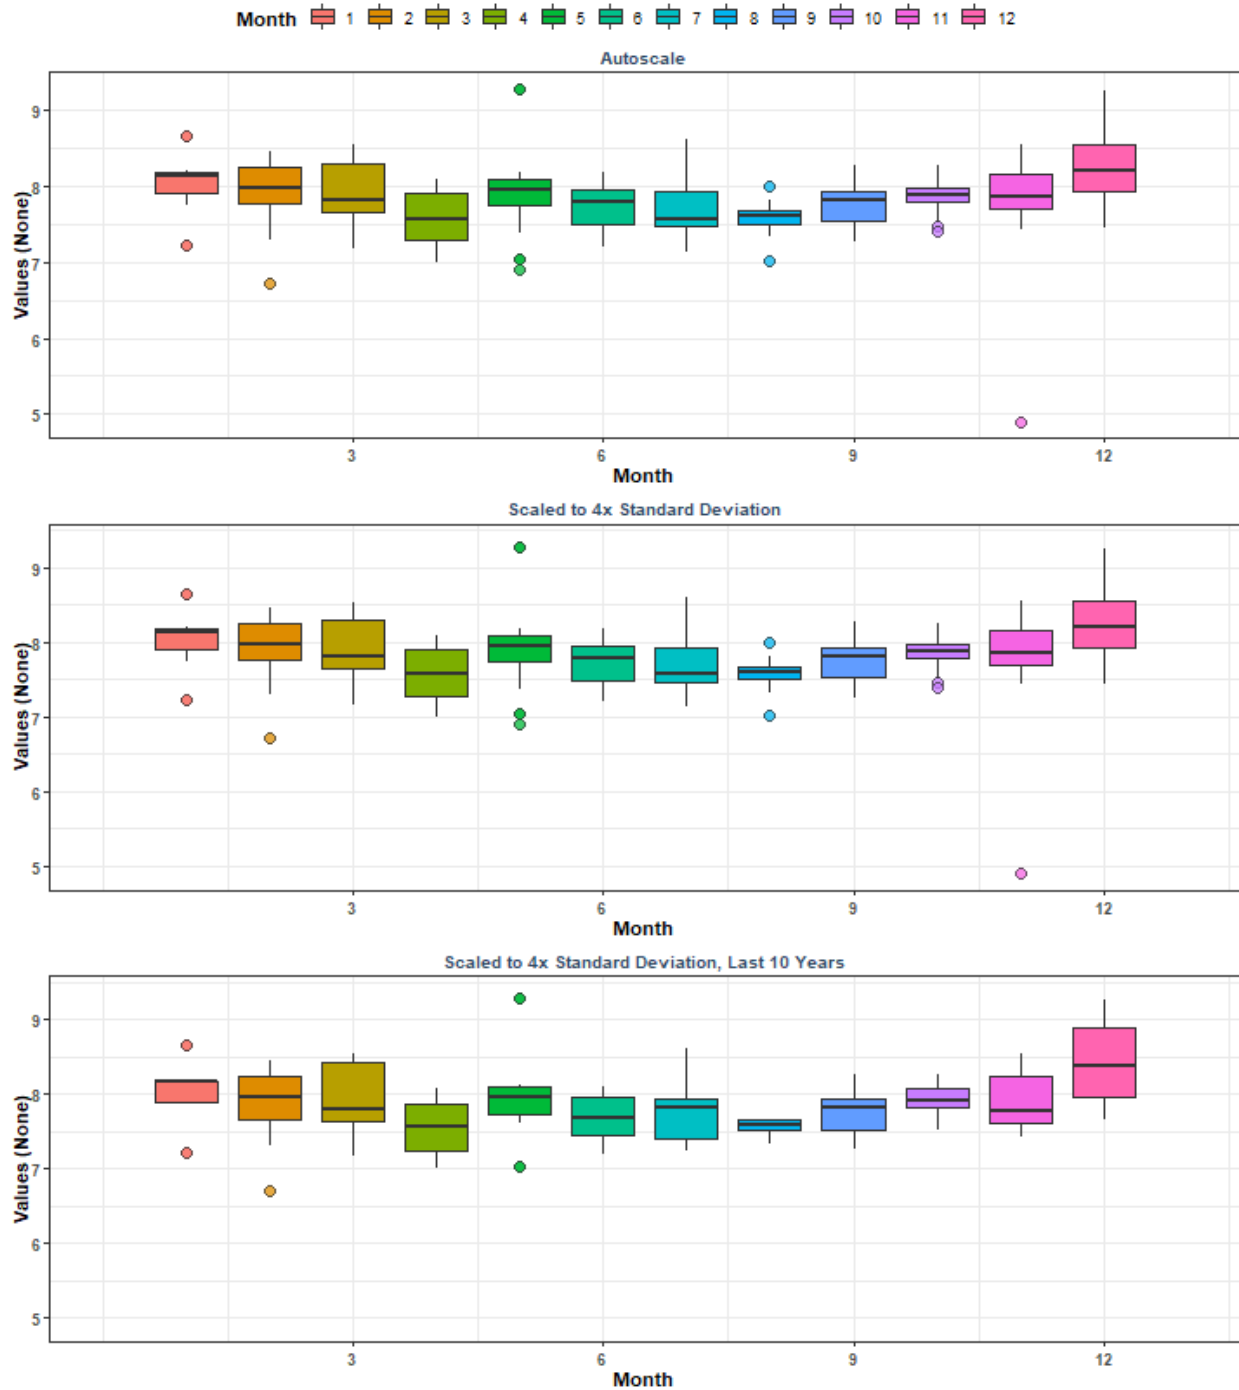 Month 1 2 3 4 5 6 7 8 9 10 11 12
Autoscale
Values (None)
9
8
7
6
5
3 6 9 12
Month
Scaled to 4x Standard Deviation
Values (None)
9
8
7
6
5
3 6 9 12
Month
Scaled to 4x Standard Deviation, Last 10 Years
Values (None)
9
8
7
6
5
3 6 9 12
Month